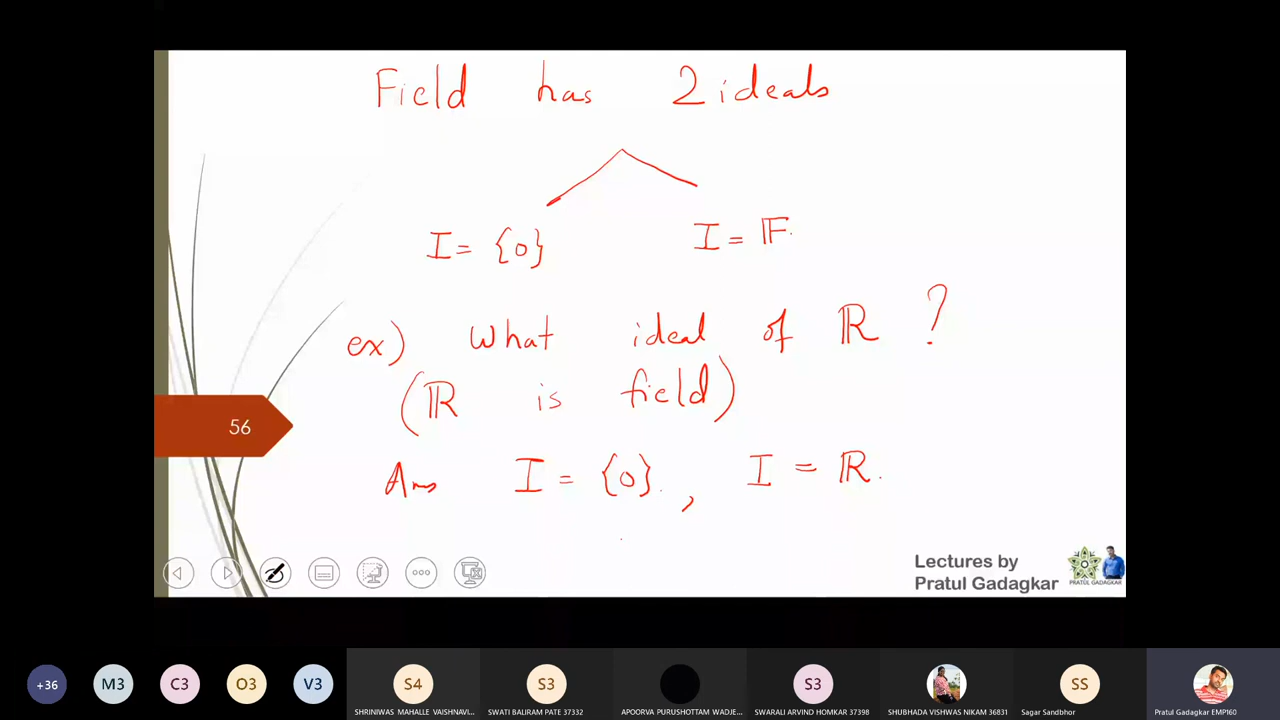 Field has 2 ideals
I = {0} I = 𝔽.
ex) What ideal of ℝ ?
(ℝ is field)
56
Ans I = {0}. , I = ℝ.
Lectures by
Pratul Gadagkar
PRATUL GADAGKAR
+36 M3 C3 O3 V3 S4 S3 S3 SS
SHRINIWAS MAHALLE VAISHNAVI... SWATI BALIRAM PATE 37332 APOORVA PURUSHOTTAM WADJE... SWARALI ARVIND HOMKAR 37398 SHUBHADA VISHWAS NIKAM 36831 Sagar Sandbhor Pratul Gadagkar EMP160